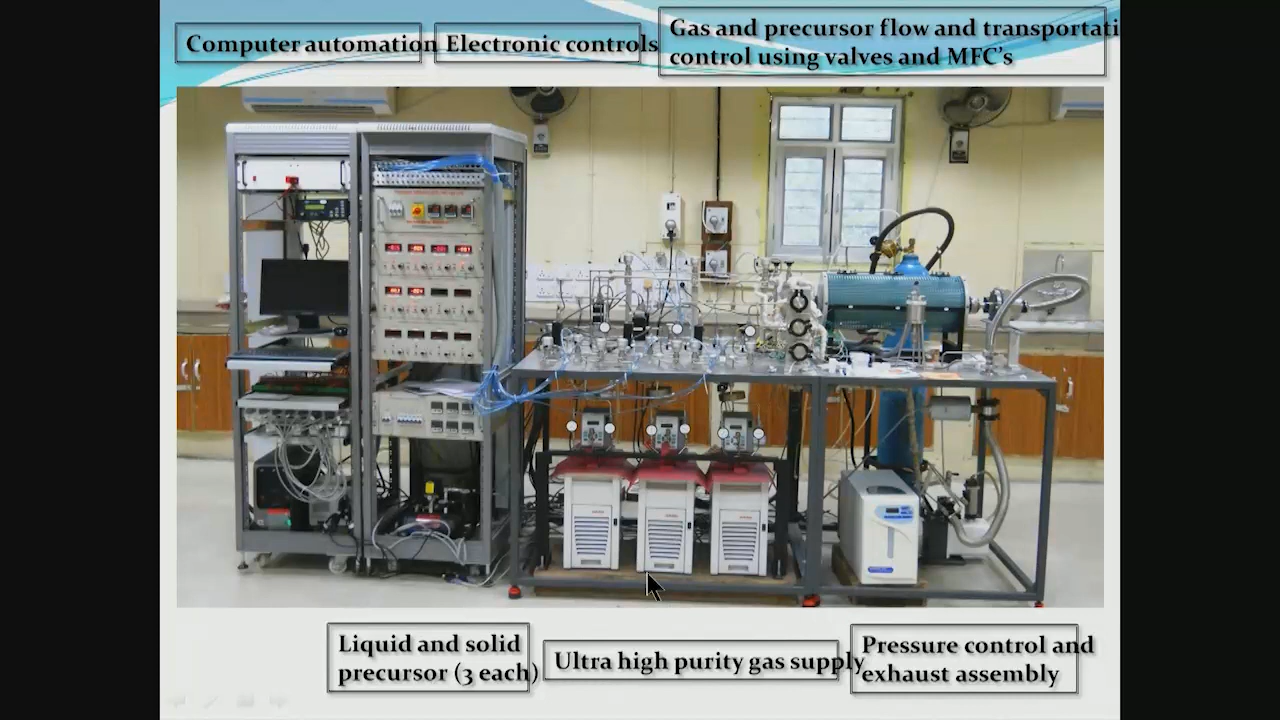 Computer automation
Electronic controls
Gas and precursor flow and transportati
control using valves and MFC's
Liquid and solid
precursor (3 each)
Ultra high purity gas supply
Pressure control and
exhaust assembly